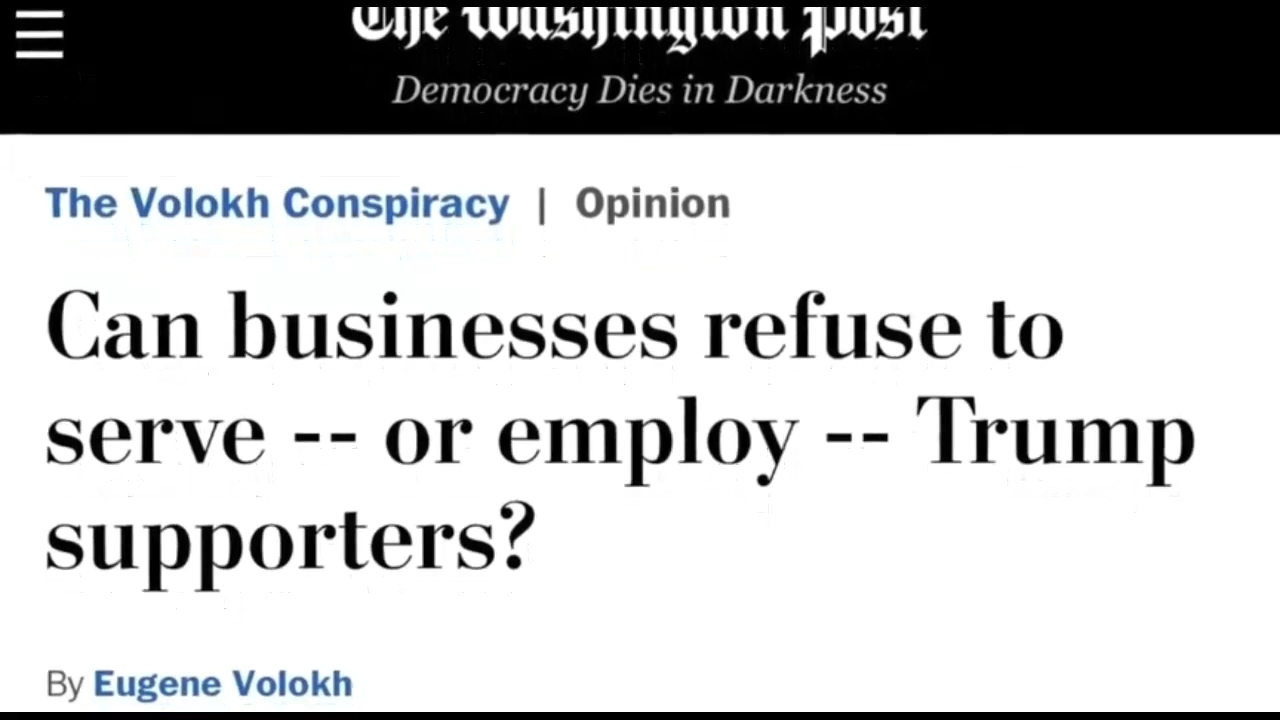 The Washington Post
Democracy Dies in Darkness
The Volokh Conspiracy | Opinion
Can businesses refuse to
serve -- or employ -- Trump
supporters?
By Eugene Volokh